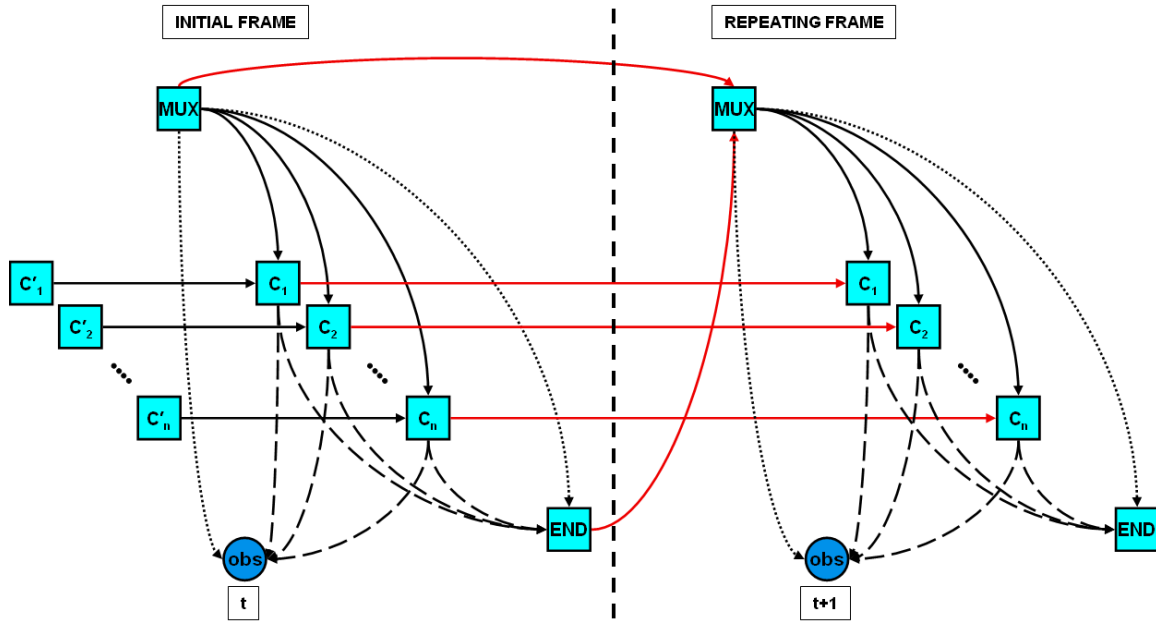 INITIAL FRAME
REPEATING FRAME
MUX
MUX
C′1
C1
C1
C′2
C2
C2
C′n
Cn
Cn
END
END
obs
obs
t
t+1